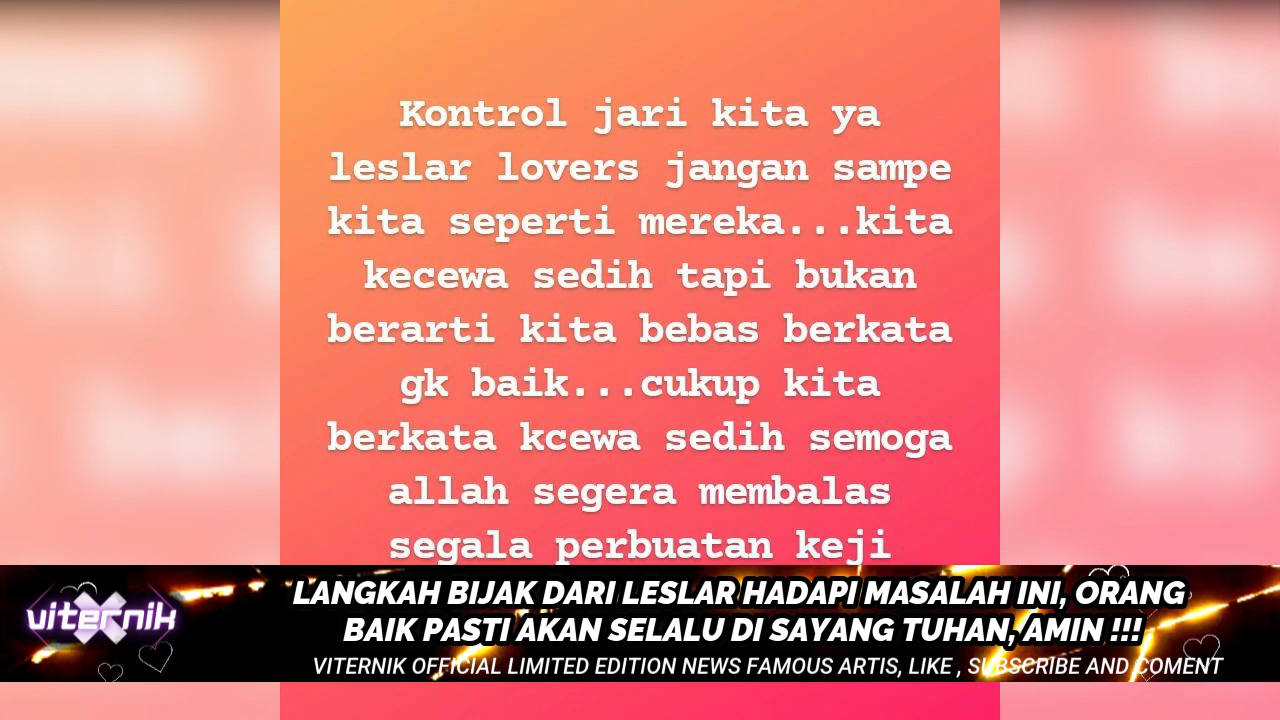 Kontrol jari kita ya
leslar lovers jangan sampe
kita seperti mereka...kita
kecewa sedih tapi bukan
berarti kita bebas berkata
gk baik...cukup kita
berkata kcewa sedih semoga
allah segera membalas
segala perbuatan keji
viternik
LANGKAH BIJAK DARI LESLAR HADAPI MASALAH INI, ORANG
BAIK PASTI AKAN SELALU DI SAYANG TUHAN, AMIN !!!
VITERNIK OFFICIAL LIMITED EDITION NEWS FAMOUS ARTIS, LIKE , SUBSCRIBE AND COMENT